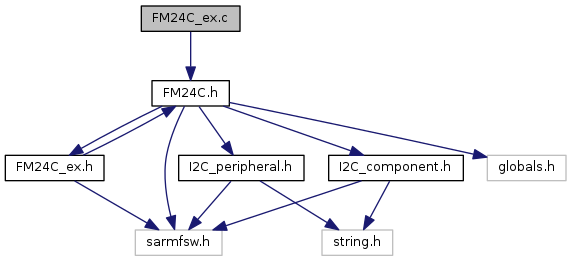 FM24C_ex.c
FM24C.h
FM24C_ex.h
I2C_peripheral.h
I2C_component.h
globals.h
sarmfsw.h
string.h